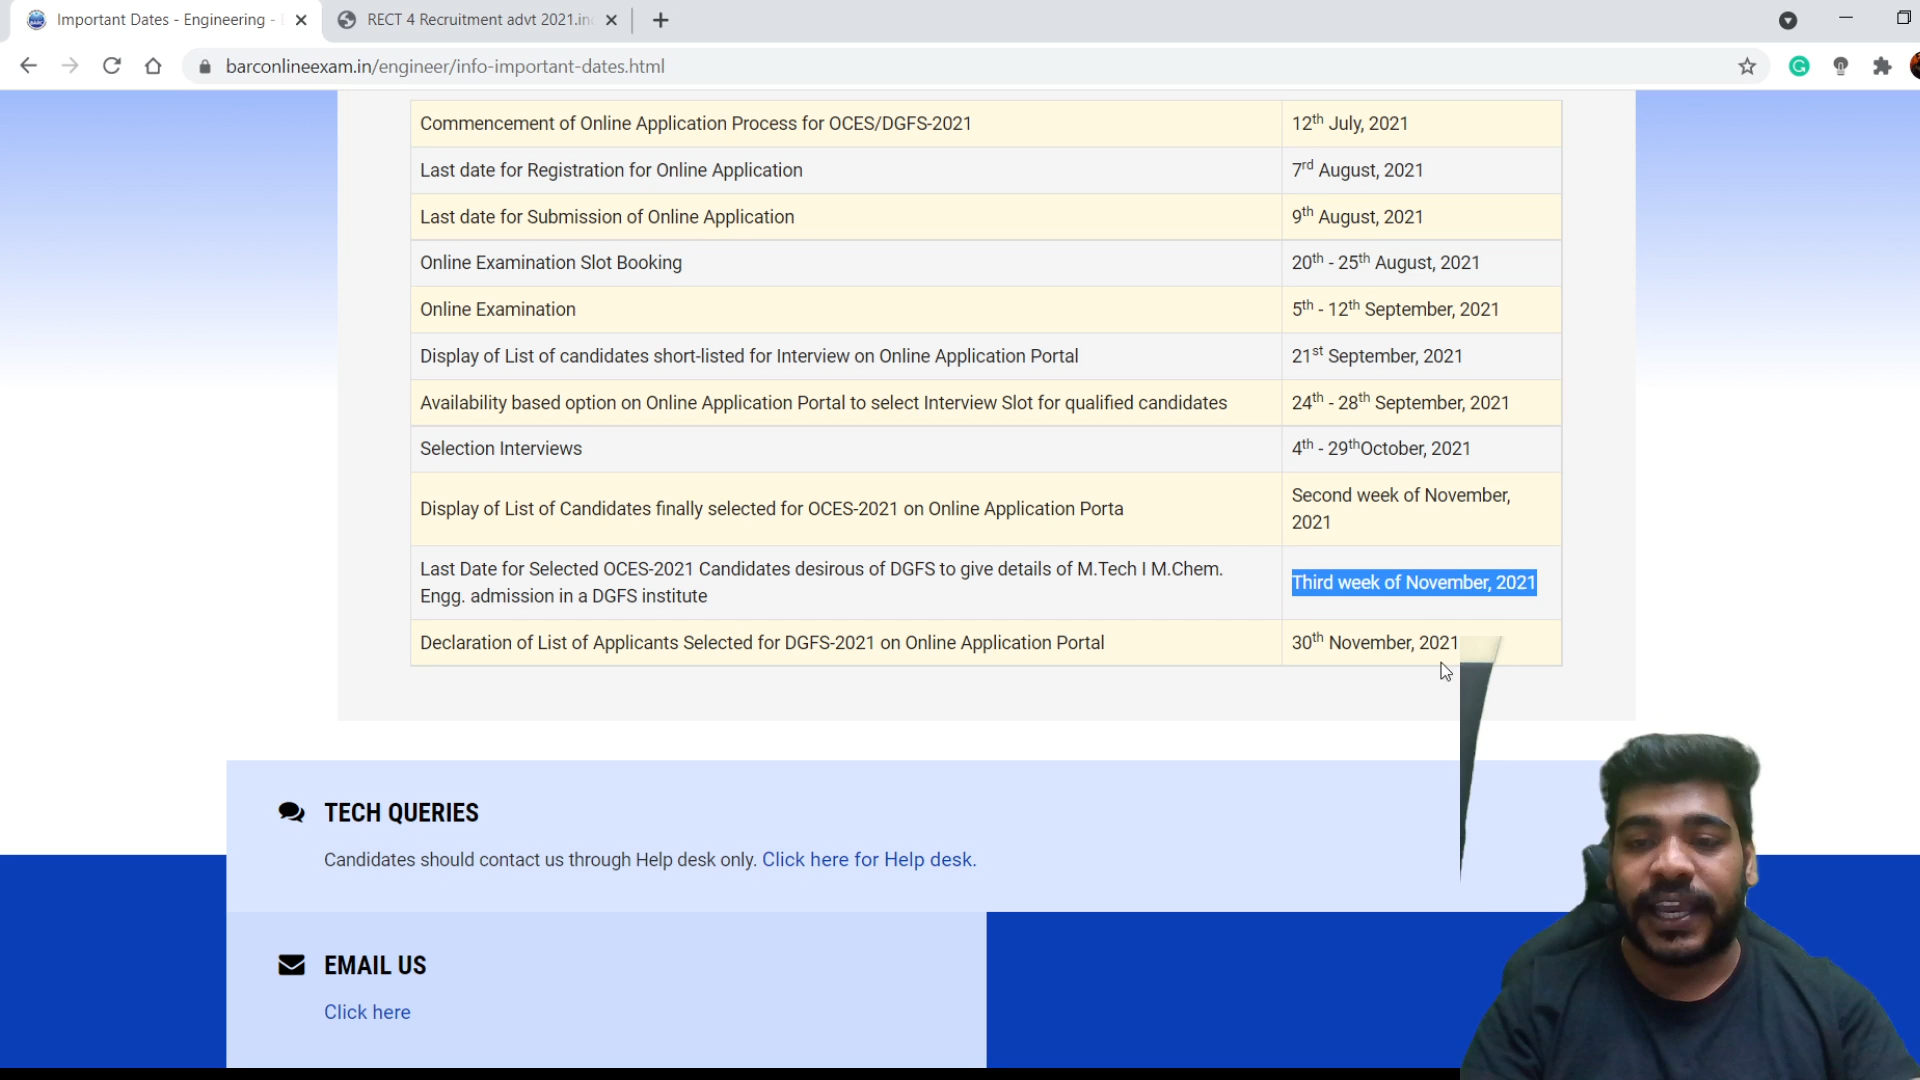 Important Dates - Engineering -
RECT 4 Recruitment advt 2021.in
barconlineexam.in/engineer/info-important-dates.html
Commencement of Online Application Process for OCES/DGFS-2021 12th July, 2021
Last date for Registration for Online Application 7rd August, 2021
Last date for Submission of Online Application 9th August, 2021
Online Examination Slot Booking 20th - 25th August, 2021
Online Examination 5th - 12th September, 2021
Display of List of candidates short-listed for Interview on Online Application Portal 21st September, 2021
Availability based option on Online Application Portal to select Interview Slot for qualified candidates 24th - 28th September, 2021
Selection Interviews 4th - 29thOctober, 2021
Display of List of Candidates finally selected for OCES-2021 on Online Application Porta Second week of November,
2021
Last Date for Selected OCES-2021 Candidates desirous of DGFS to give details of M.Tech I M.Chem.
Engg. admission in a DGFS institute Third week of November, 2021
Declaration of List of Applicants Selected for DGFS-2021 on Online Application Portal 30th November, 2021
TECH QUERIES
Candidates should contact us through Help desk only. Click here for Help desk.
EMAIL US
Click here